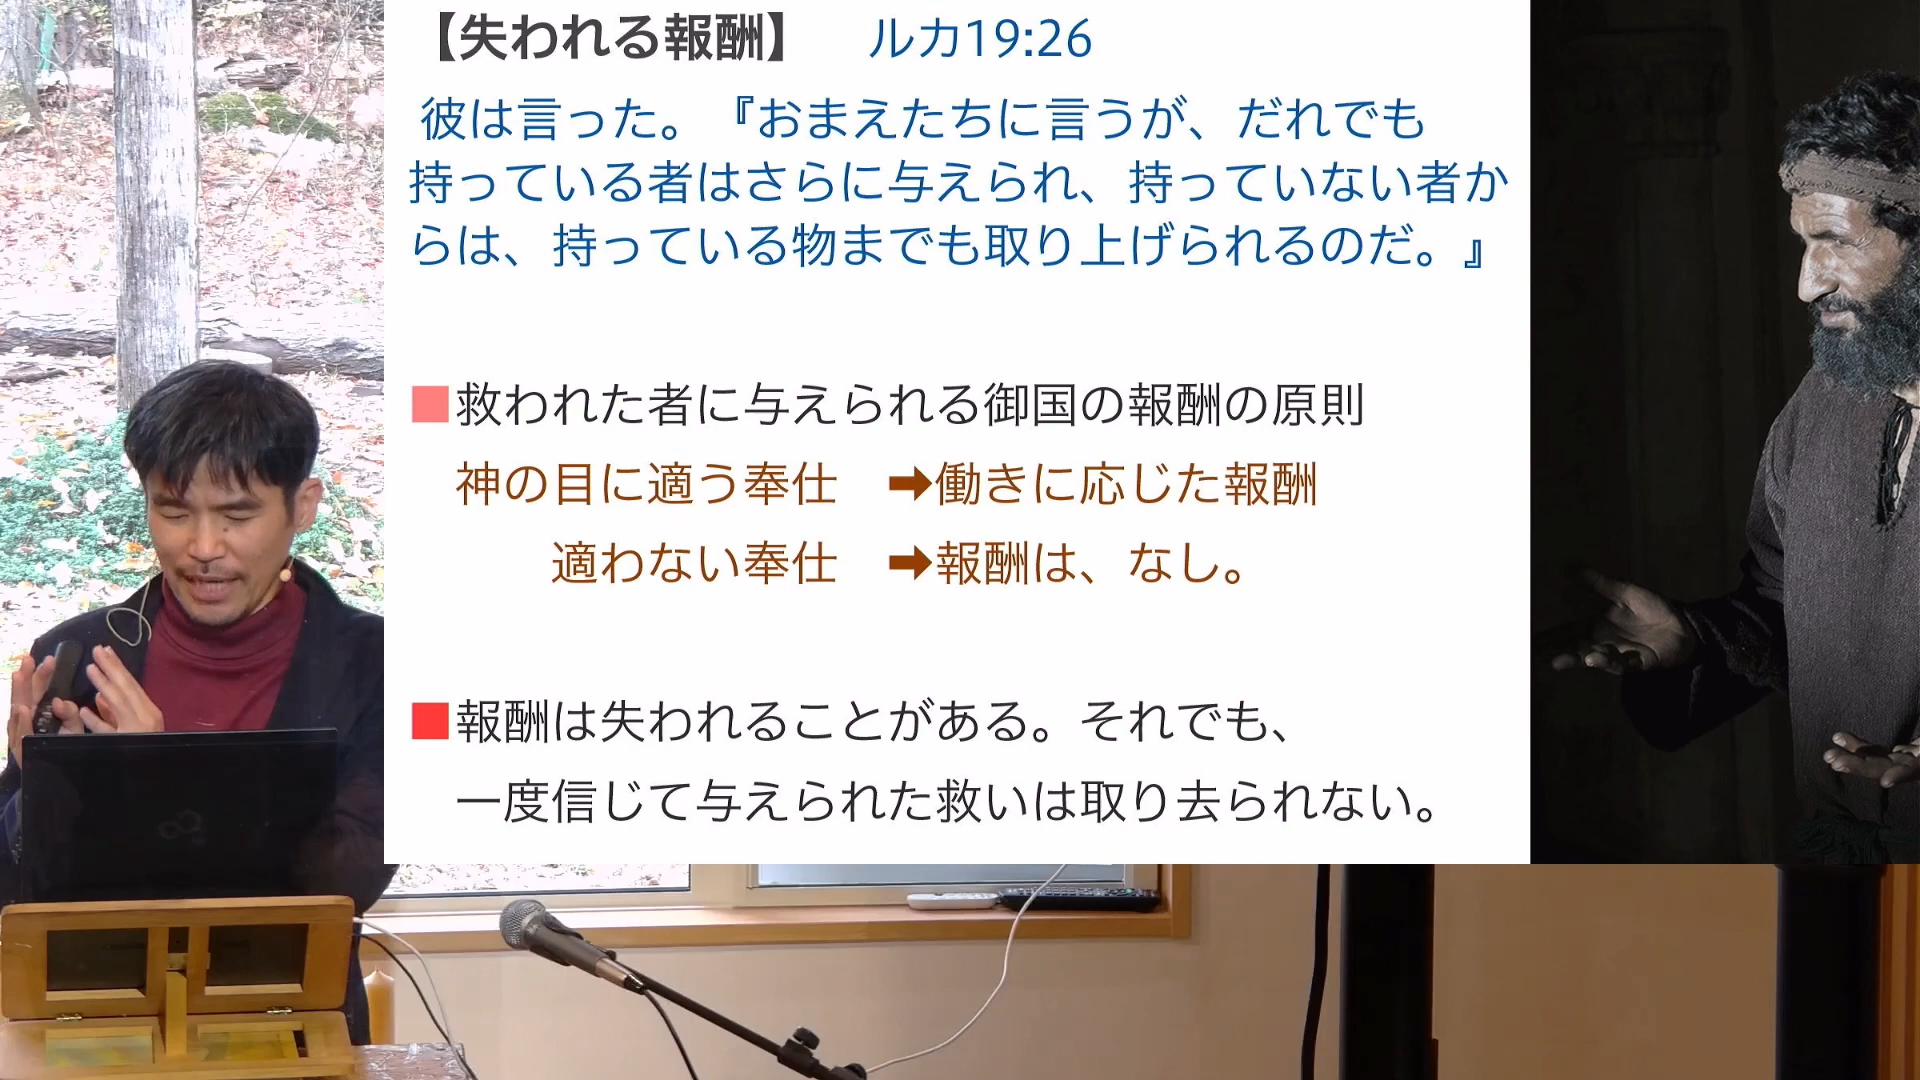 【失われる報酬】　ルカ19:26
彼は言った。『おまえたちに言うが、だれでも
持っている者はさらに与えられ、持っていない者か
らは、持っている物までも取り上げられるのだ。』
■救われた者に与えられる御国の報酬の原則
神の目に適う奉仕　➡働きに応じた報酬
適わない奉仕　➡報酬は、なし。
■報酬は失われることがある。それでも、
一度信じて与えられた救いは取り去られない。